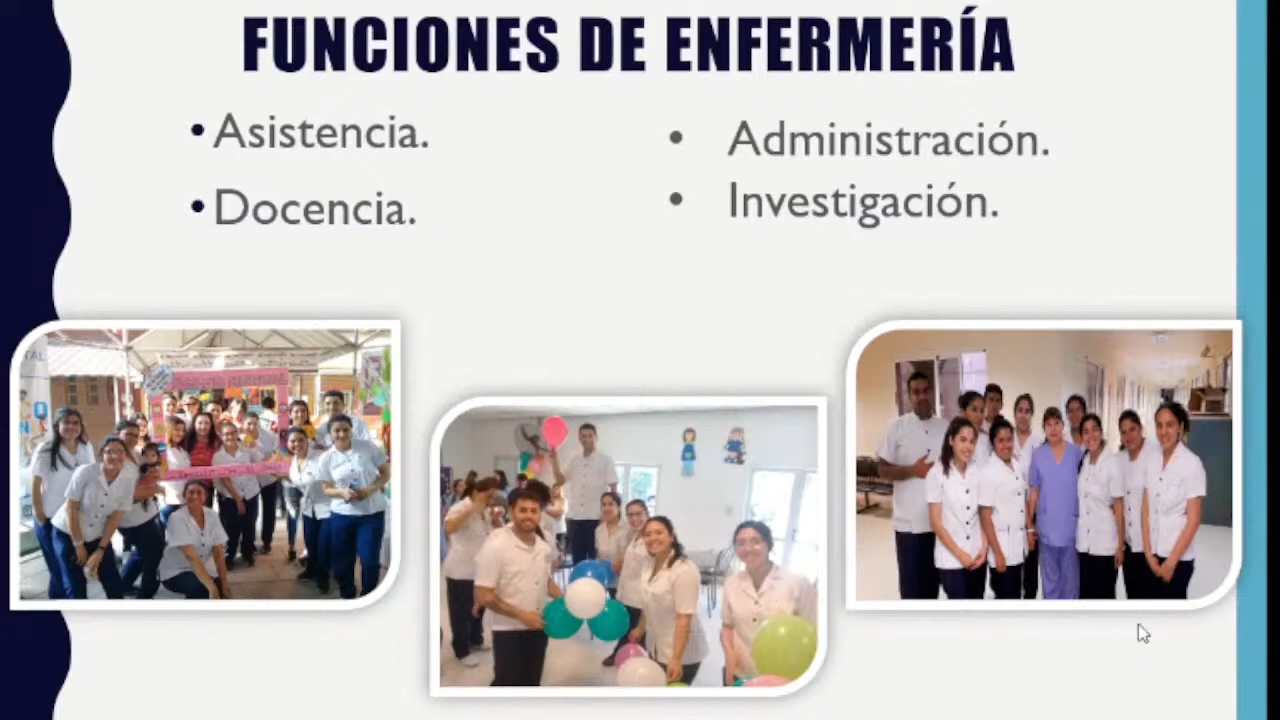 FUNCIONES DE ENFERMERÍA
• Asistencia.
• Docencia.
• Administración.
• Investigación.